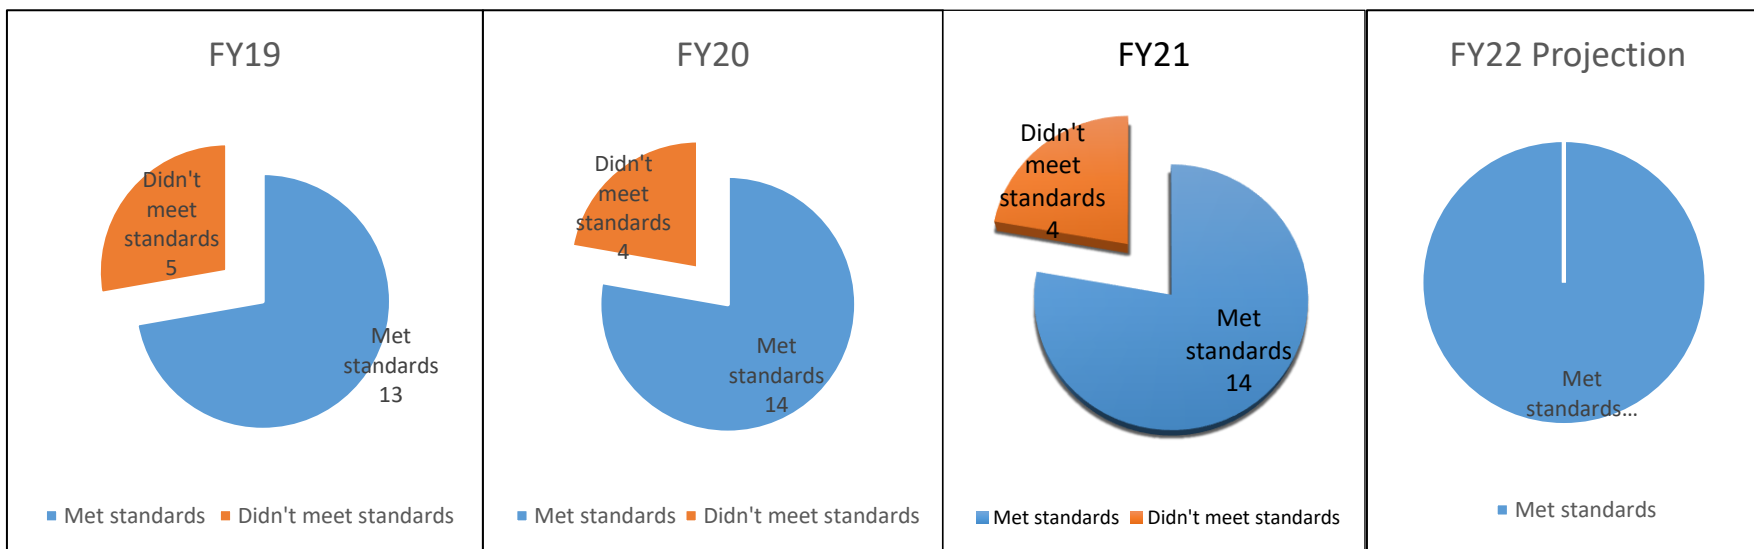 FY19
Didn't
meet
standards
5
Met
standards
13
Met standards Didn't meet standards
FY20
Didn't
meet
standards
4
Met
standards
14
Met standards Didn't meet standards
FY21
Didn't
meet
standards
4
Met
standards
14
Met standards Didn't meet standards
FY22 Projection
Met
standards...
Met standards